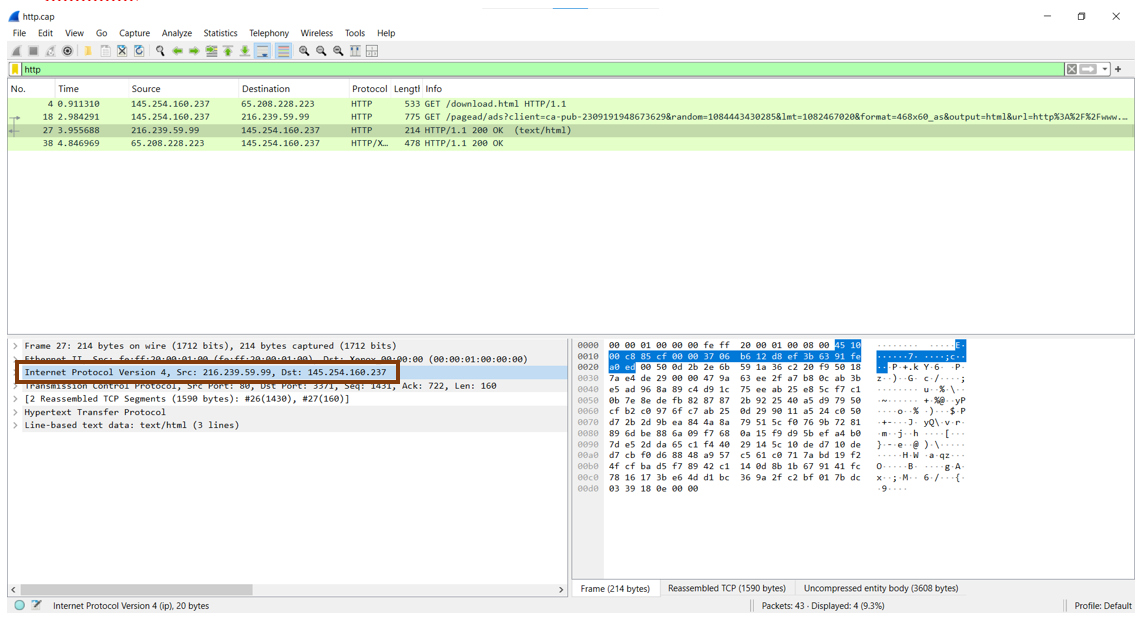 http.cap
File Edit View Go Capture Analyze Statistics Telephony Wireless Tools Help
http
No. Time Source Destination Protocol Length Info
4 0.911310 145.254.160.237 65.208.228.223 HTTP 533 GET /download.html HTTP/1.1
18 2.984291 145.254.160.237 216.239.59.99 HTTP 775 GET /pagead/ads?client=ca-pub-2309191948673629&random=1084443430285&lmt=1082467020&format=468x60_as&output=html&url=http%3A%2F%2Fwww.…
27 3.955688 216.239.59.99 145.254.160.237 HTTP 214 HTTP/1.1 200 OK (text/html)
38 4.846969 65.208.228.223 145.254.160.237 HTTP/X… 478 HTTP/1.1 200 OK
Frame 27: 214 bytes on wire (1712 bits), 214 bytes captured (1712 bits)
Ethernet II, Src: fe:ff:20:00:01:00 (fe:ff:20:00:01:00), Dst: Xerox_00:00:00 (00:00:01:00:00:00)
Internet Protocol Version 4, Src: 216.239.59.99, Dst: 145.254.160.237
Transmission Control Protocol, Src Port: 80, Dst Port: 3371, Seq: 1431, Ack: 722, Len: 160
[2 Reassembled TCP Segments (1590 bytes): #26(1430), #27(160)]
Hypertext Transfer Protocol
Line-based text data: text/html (3 lines)
0000 00 00 01 00 00 00 fe ff 20 00 01 00 08 00 45 10
0010 00 c8 85 cf 00 00 37 06 b6 12 d8 ef 3b 63 91 fe
0020 a0 ed 00 50 0d 2b 2e 6b 59 1a 36 c2 20 f9 50 18
0030 7a e4 de 29 00 00 47 9a 63 ee 2f a7 b8 0c ab 3b
0040 e5 ad 96 8a 89 c4 d9 1c 75 ee ab 25 e8 5c f7 c1
0050 0b 7e 8e de fb 82 87 87 2b 92 25 40 a5 d9 79 50
0060 cf b2 c0 97 6f c7 ab 25 0d 29 90 11 a5 24 c0 50
0070 d7 2b 2d 9b ea 84 4a 8a 79 51 5c f0 76 9b 72 81
0080 89 6d be 88 6a 09 f7 68 0a 15 f9 d9 5b ef a4 b0
0090 7d e5 2d da 65 c1 f4 40 29 14 5c 10 de d7 10 de
00a0 d7 cb f0 d6 88 48 a9 57 c5 61 c0 71 7a bd 19 f2
00b0 4f cf ba d5 f7 89 42 c1 14 0d 8b 1b 67 91 41 fc
00c0 78 16 17 3b e6 4d d1 bc 36 9a 2f c2 bf 01 7b dc
00d0 03 39 18 0e 00 00
Frame (214 bytes) Reassembled TCP (1590 bytes) Uncompressed entity body (3608 bytes)
Internet Protocol Version 4 (ip), 20 bytes Packets: 43 · Displayed: 4 (9.3%) Profile: Default